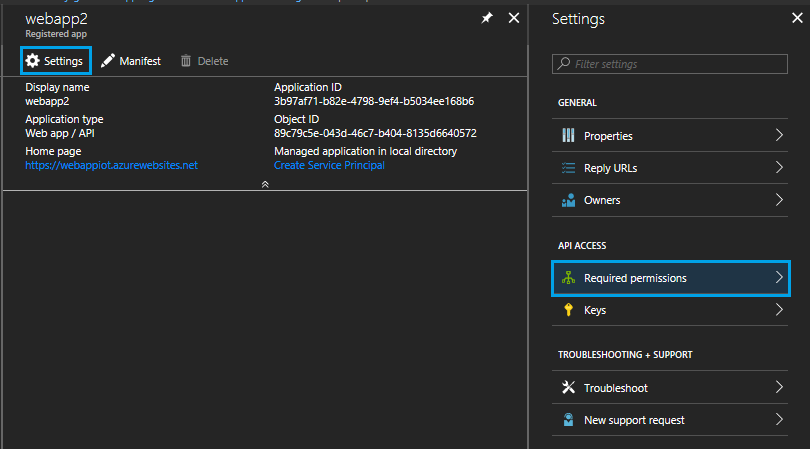 webapp2
Registered app
Settings
Manifest
Delete
Display name
webapp2
Application ID
3b97af71-b82e-4798-9ef4-b5034ee168b6
Application type
Web app / API
Object ID
89c79c5e-043d-46c7-b404-8135d6640572
Home page
https://webappiot.azurewebsites.net
Managed application in local directory
Create Service Principal
Settings
Filter settings
GENERAL
Properties
Reply URLs
Owners
API ACCESS
Required permissions
Keys
TROUBLESHOOTING + SUPPORT
Troubleshoot
New support request